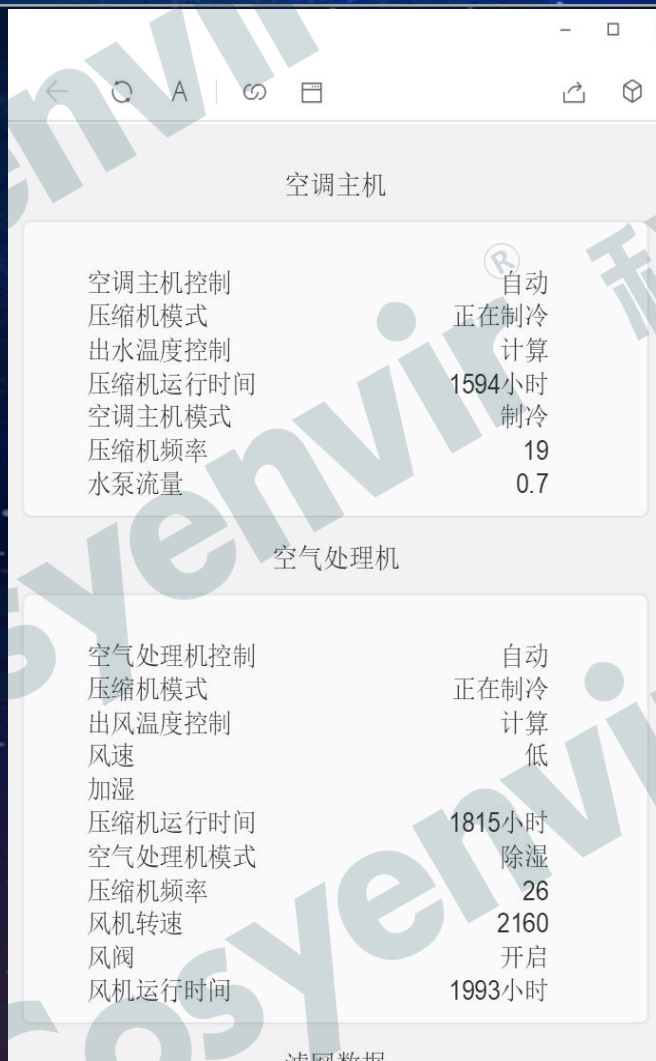 空调主机
空调主机控制 自动
压缩机模式 正在制冷
出水温度控制 计算
压缩机运行时间 1594小时
空调主机模式 制冷
压缩机频率 19
水泵流量 0.7
空气处理机
空气处理机控制 自动
压缩机模式 正在制冷
出风温度控制 计算
风速 低
加湿
压缩机运行时间 1815小时
空气处理机模式 除湿
压缩机频率 26
风机转速 2160
风阀 开启
风机运行时间 1993小时
滤网数据